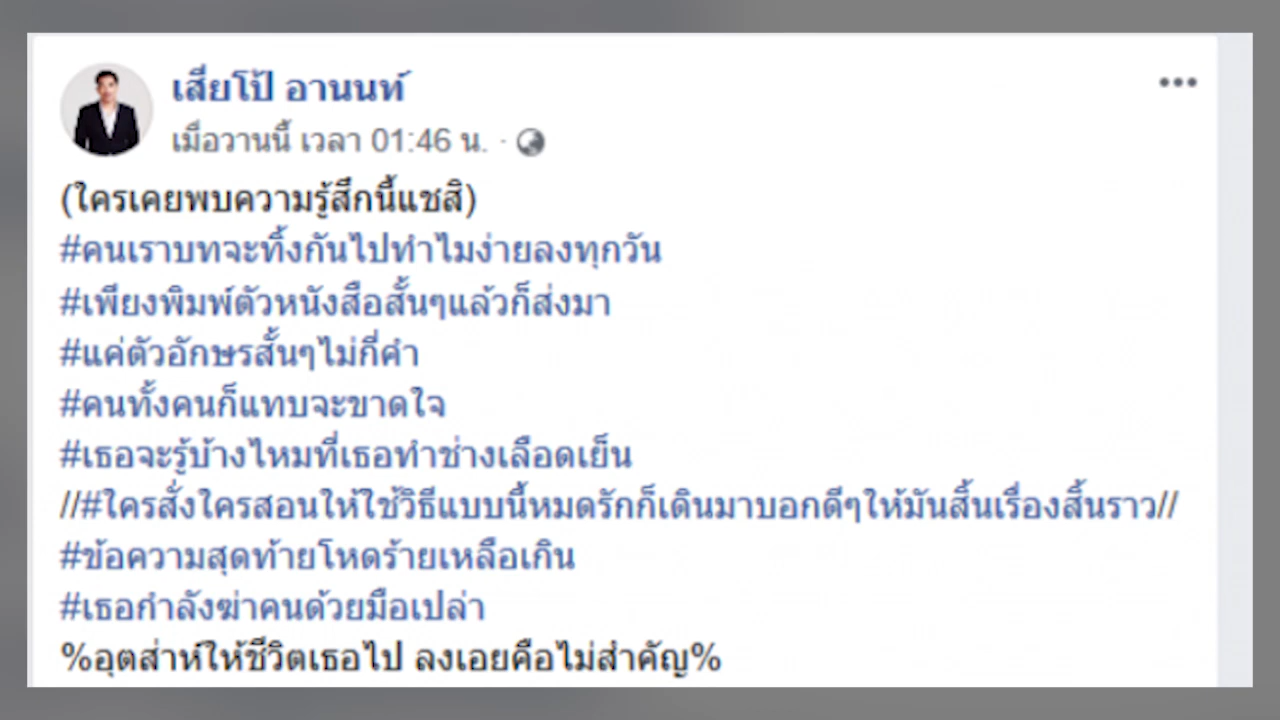 เสี่ยโป้ อานนท์
เมื่อวานนี้ เวลา 01:46 น. ·
(ใครเคยพบความรู้สึกนี้แชสิ)
#คนเราบทจะทิ้งกันไปทำไมง่ายลงทุกวัน
#เพียงพิมพ์ตัวหนังสือสั้นๆแล้วก็ส่งมา
#แค่ตัวอักษรสั้นๆไม่กี่คำ
#คนทั้งคนก็แทบจะขาดใจ
#เธอจะรู้บ้างไหมที่เธอทำช่างเลือดเย็น
//#ใครสั่งใครสอนให้ใช้วิธีแบบนี้หมดรักก็เดินมาบอกดีๆให้มันสิ้นเรื่องสิ้นราว//
#ข้อความสุดท้ายโหดร้ายเหลือเกิน
#เธอกำลังฆ่าคนด้วยมือเปล่า
%อุตส่าห์ให้ชีวิตเธอไป ลงเอยคือไม่สำคัญ%